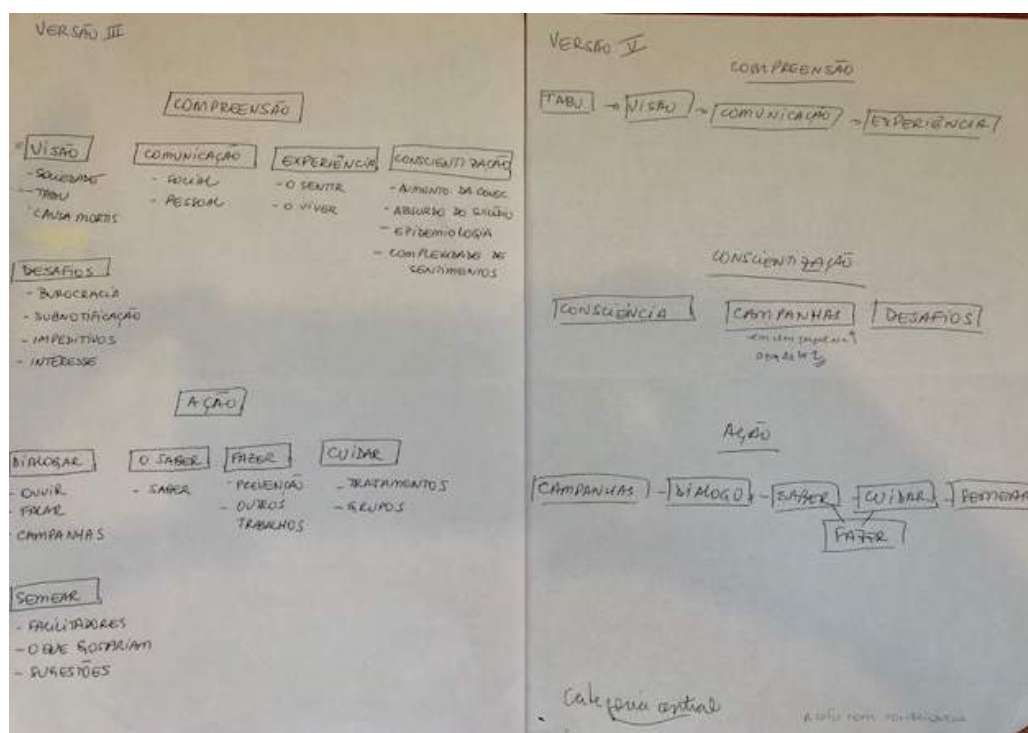 VERSÃO III
COMPREENSÃO
VISÃO
- SOCIEDADE
- TABU
- CAUSA MORTIS
COMUNICAÇÃO
- SOCIAL
- PESSOAL
EXPERIÊNCIA
- O SENTIR
- O VIVER
CONSCIENTIZAÇÃO
- AUMENTO DA CONSC.
- ABSURDO DO SUICÍDIO
- EPIDEMIOLOGIA
- COMPLEXIDADE DE
SENTIMENTOS
DESAFIOS
- BUROCRACIA
- SUBNOTIFICAÇÃO
- IMPEDITIVOS
- INTERESSE
AÇÃO
DIALOGAR
- OUVIR
- FALAR
- CAMPANHAS
O SABER
- SABER
FAZER
- PREVENÇÃO
- OUTROS
TRABALHOS
CUIDAR
- TRATAMENTOS
- GRUPOS
SEMEAR
- FACILITADORES
- O QUE GOSTARIAM
- SUGESTÕES
VERSÃO V
COMPREENSÃO
TABU → VISÃO → COMUNICAÇÃO → EXPERIÊNCIA
CONSCIENTIZAÇÃO
CONSCIÊNCIA CAMPANHAS DESAFIOS
AÇÃO
CAMPANHAS - DIÁLOGO - SABER - CUIDAR - SEMEAR
FAZER
Categoria central